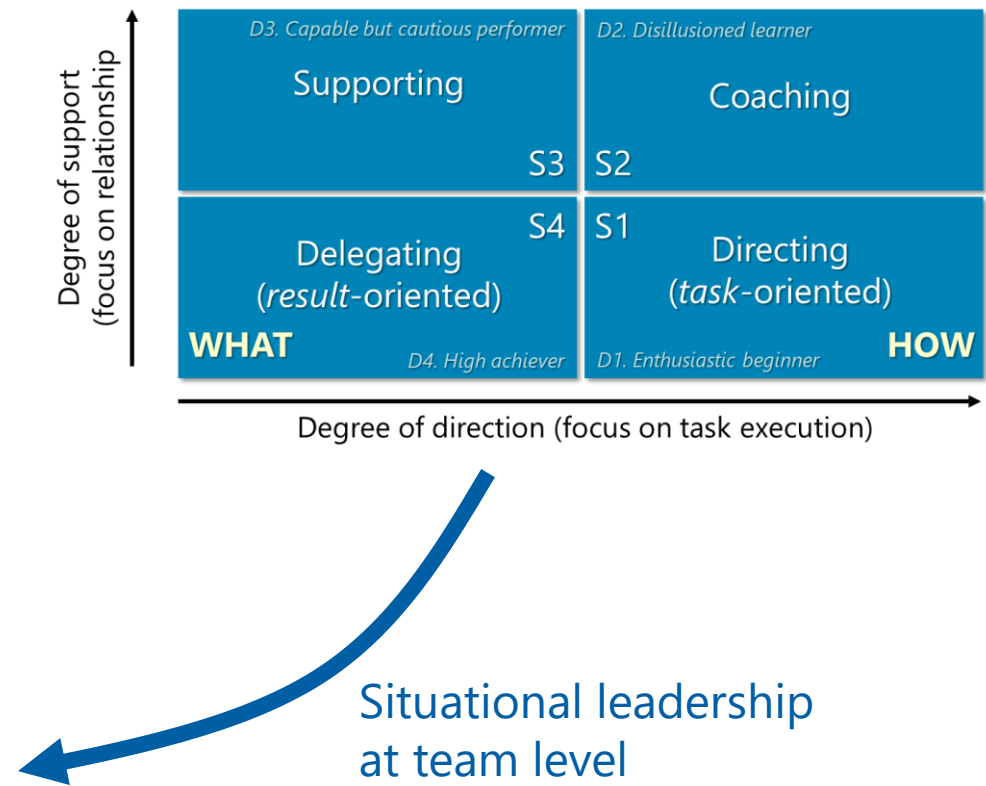 Degree of support
(focus on relationship
D3. Capable but cautious performer
Supporting
S3
D2. Disillusioned learner
Coaching
S2
S4
Delegating
(result-oriented)
WHAT
D4. High achiever
S1
Directing
(task-oriented)
HOW
D1. Enthusiastic beginner
Degree of direction (focus on task execution)
Situational leadership
at team level